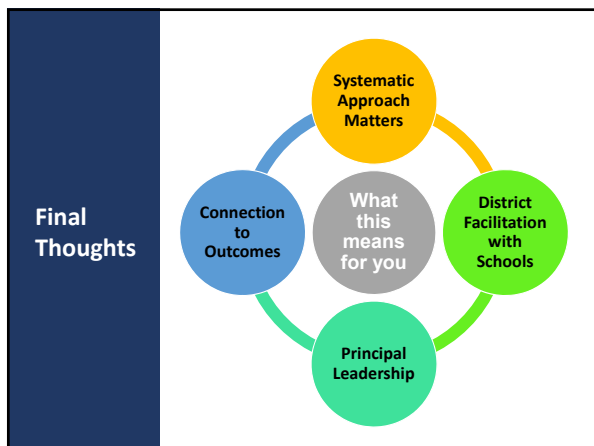 Final
Thoughts
Systematic
Approach
Matters
Connection
to
Outcomes
What
this
means
for you
District
Facilitation
with
Schools
Principal
Leadership